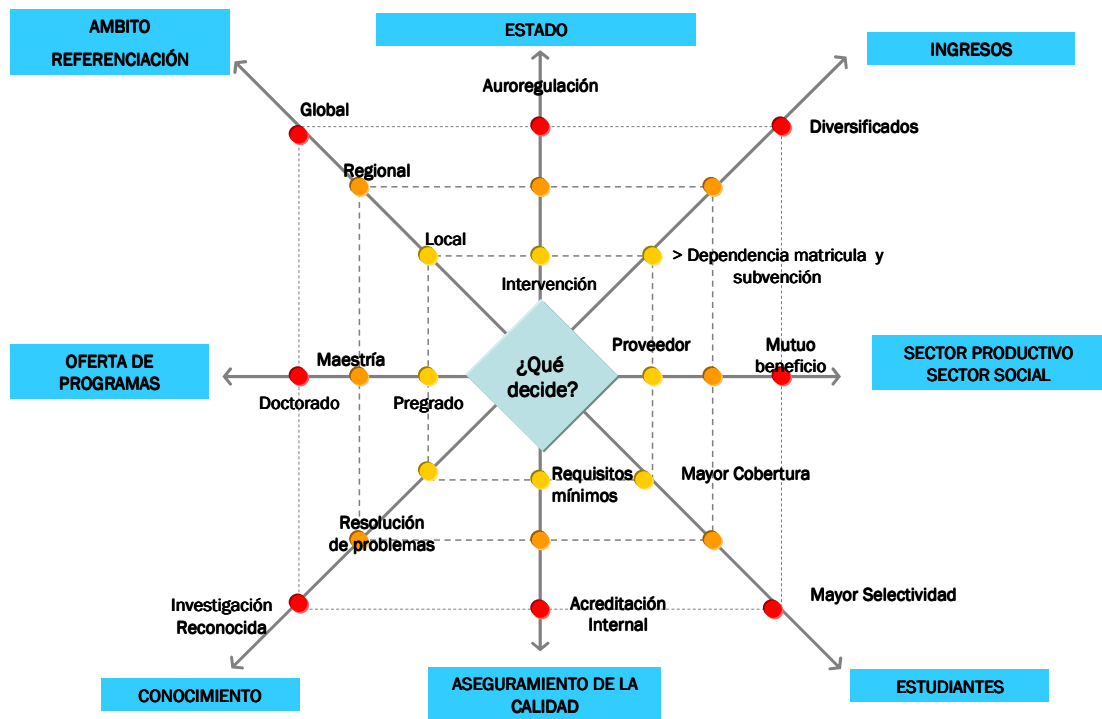 AMBITO
REFERENCIACIÓN
ESTADO
INGRESOS
Auroregulación
Global
Diversificados
Regional
Local
> Dependencia matricula y
subvención
Intervención
OFERTA DE
PROGRAMAS
Maestría
Doctorado
Pregrado
¿Qué
decide?
Proveedor
Mutuo
beneficio
SECTOR PRODUCTIVO
SECTOR SOCIAL
Requisitos
mínimos
Mayor Cobertura
Resolución
de problemas
Investigación
Reconocida
Acreditación
Internal
Mayor Selectividad
CONOCIMIENTO
ASEGURAMIENTO DE LA
CALIDAD
ESTUDIANTES